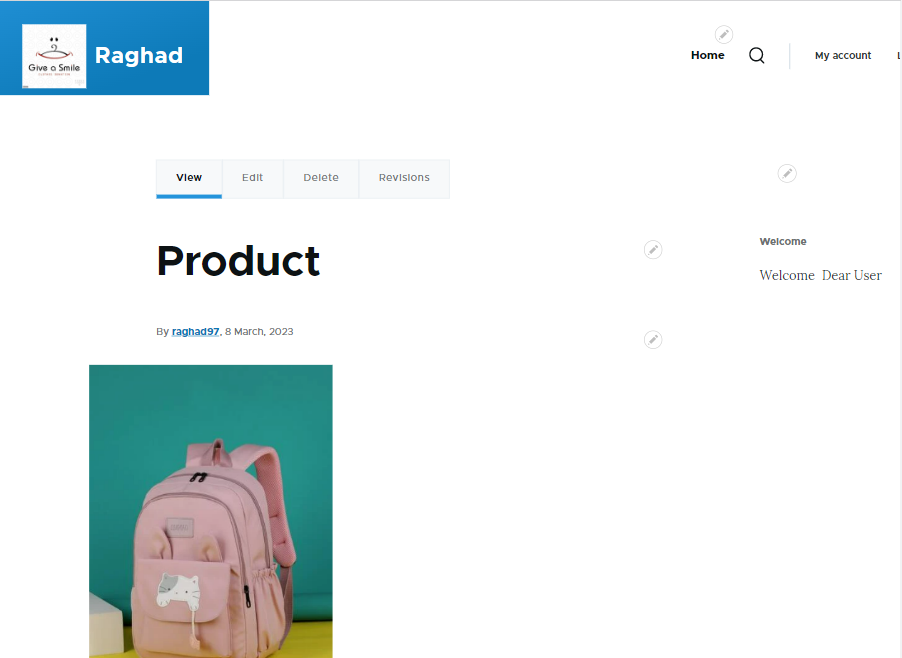 Give a Smile
Raghad
Home
My account
View
Edit
Delete
Revisions
Product
Welcome
Welcome Dear User
By raghad97, 8 March, 2023